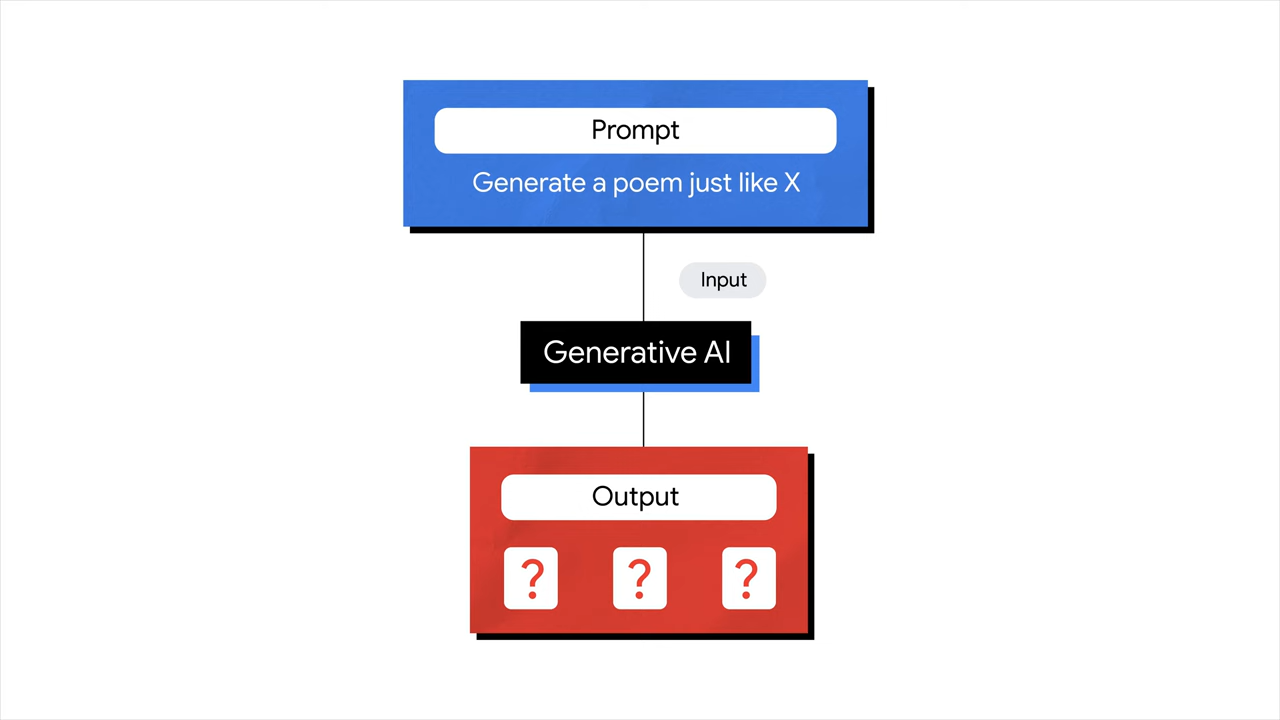 Prompt
Generate a poem just like X
Input
Generative AI
Output
? ? ?